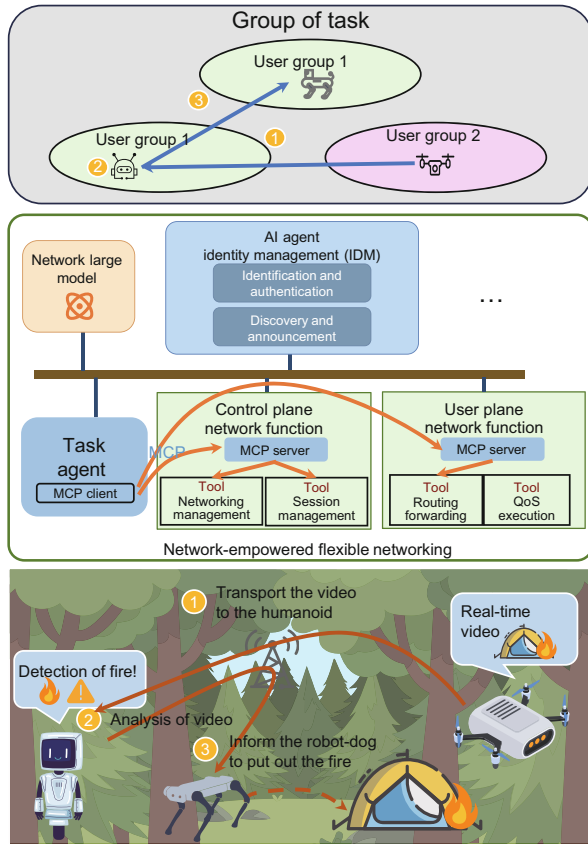 Group of task
User group 1
3
1
User group 1
User group 2
2
AI agent
identity management (IDM)
Network large
model
Identification and
authentication
...
Discovery and
announcement
Control plane
network function
User plane
network function
Task
agent
MCP
MCP server
MCP server
MCP client
Tool
Networking
management
Tool
Session
management
Tool
Routing
forwarding
Tool
QoS
execution
Network-empowered flexible networking
1
Transport the video
to the humanoid
Real-time
video
Detection of fire!
2
Analysis of video
3
Inform the robot-dog
to put out the fire